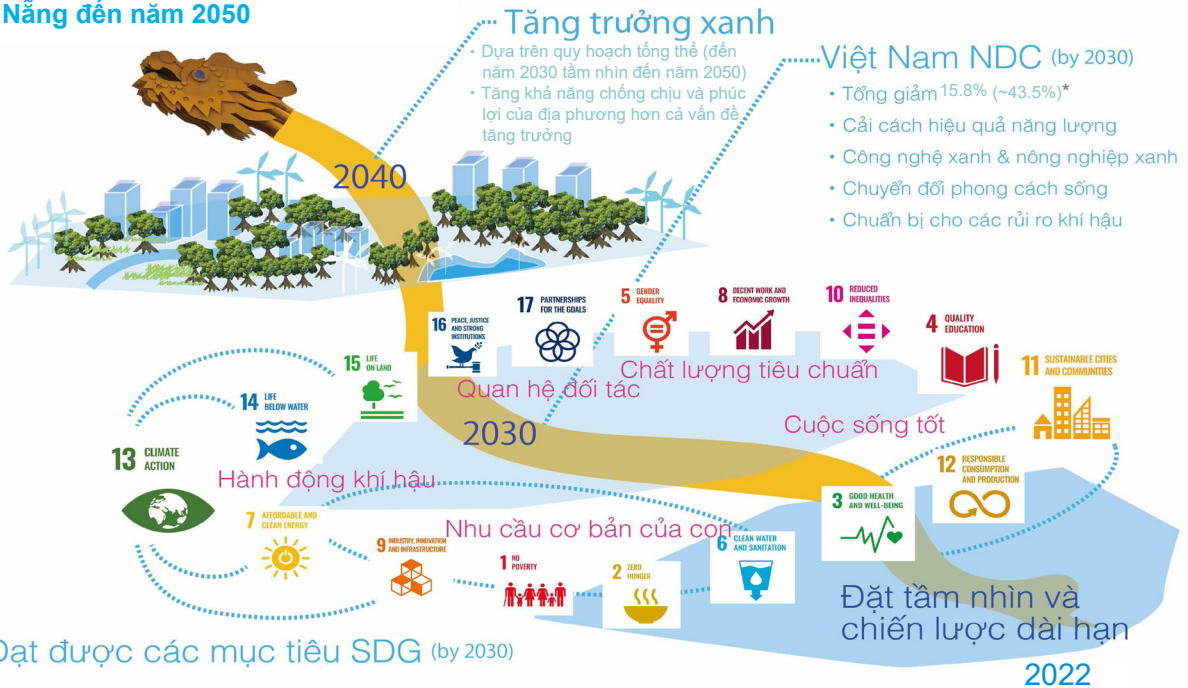 Nẵng đến năm 2050
Tăng trưởng xanh
• Dựa trên quy hoạch tổng thể (đến
năm 2030 tầm nhìn đến năm 2050)
• Tăng khả năng chống chịu và phúc
lợi của địa phương hơn cả vấn đề
tăng trưởng
Việt Nam NDC (by 2030)
• Tổng giảm 15.8% (~43.5%)*
• Cải cách hiệu quả năng lượng
• Công nghệ xanh & nông nghiệp xanh
• Chuyển đổi phong cách sống
• Chuẩn bị cho các rủi ro khí hậu
2040
16 PEACE, JUSTICE
AND STRONG
INSTITUTIONS
17 PARTNERSHIPS
FOR THE GOALS
5 GENDER
EQUALITY
8 DECENT WORK AND
ECONOMIC GROWTH
10 REDUCED
INEQUALITIES
4 QUALITY
EDUCATION
11 SUSTAINABLE CITIES
AND COMMUNITIES
15 LIFE
ON LAND
Quan hệ đối tác
Chất lượng tiêu chuẩn
14 LIFE
BELOW WATER
2030
Cuộc sống tốt
13 CLIMATE
ACTION
Hành động khí hậu
12 RESPONSIBLE
CONSUMPTION
AND PRODUCTION
3 GOOD HEALTH
AND WELL-BEING
7 AFFORDABLE AND
CLEAN ENERGY
Nhu cầu cơ bản của con
9 INDUSTRY, INNOVATION
AND INFRASTRUCTURE
1 NO
POVERTY
2 ZERO
HUNGER
6 CLEAN WATER
AND SANITATION
Đặt tầm nhìn và
chiến lược dài hạn
Đạt được các mục tiêu SDG (by 2030)
2022